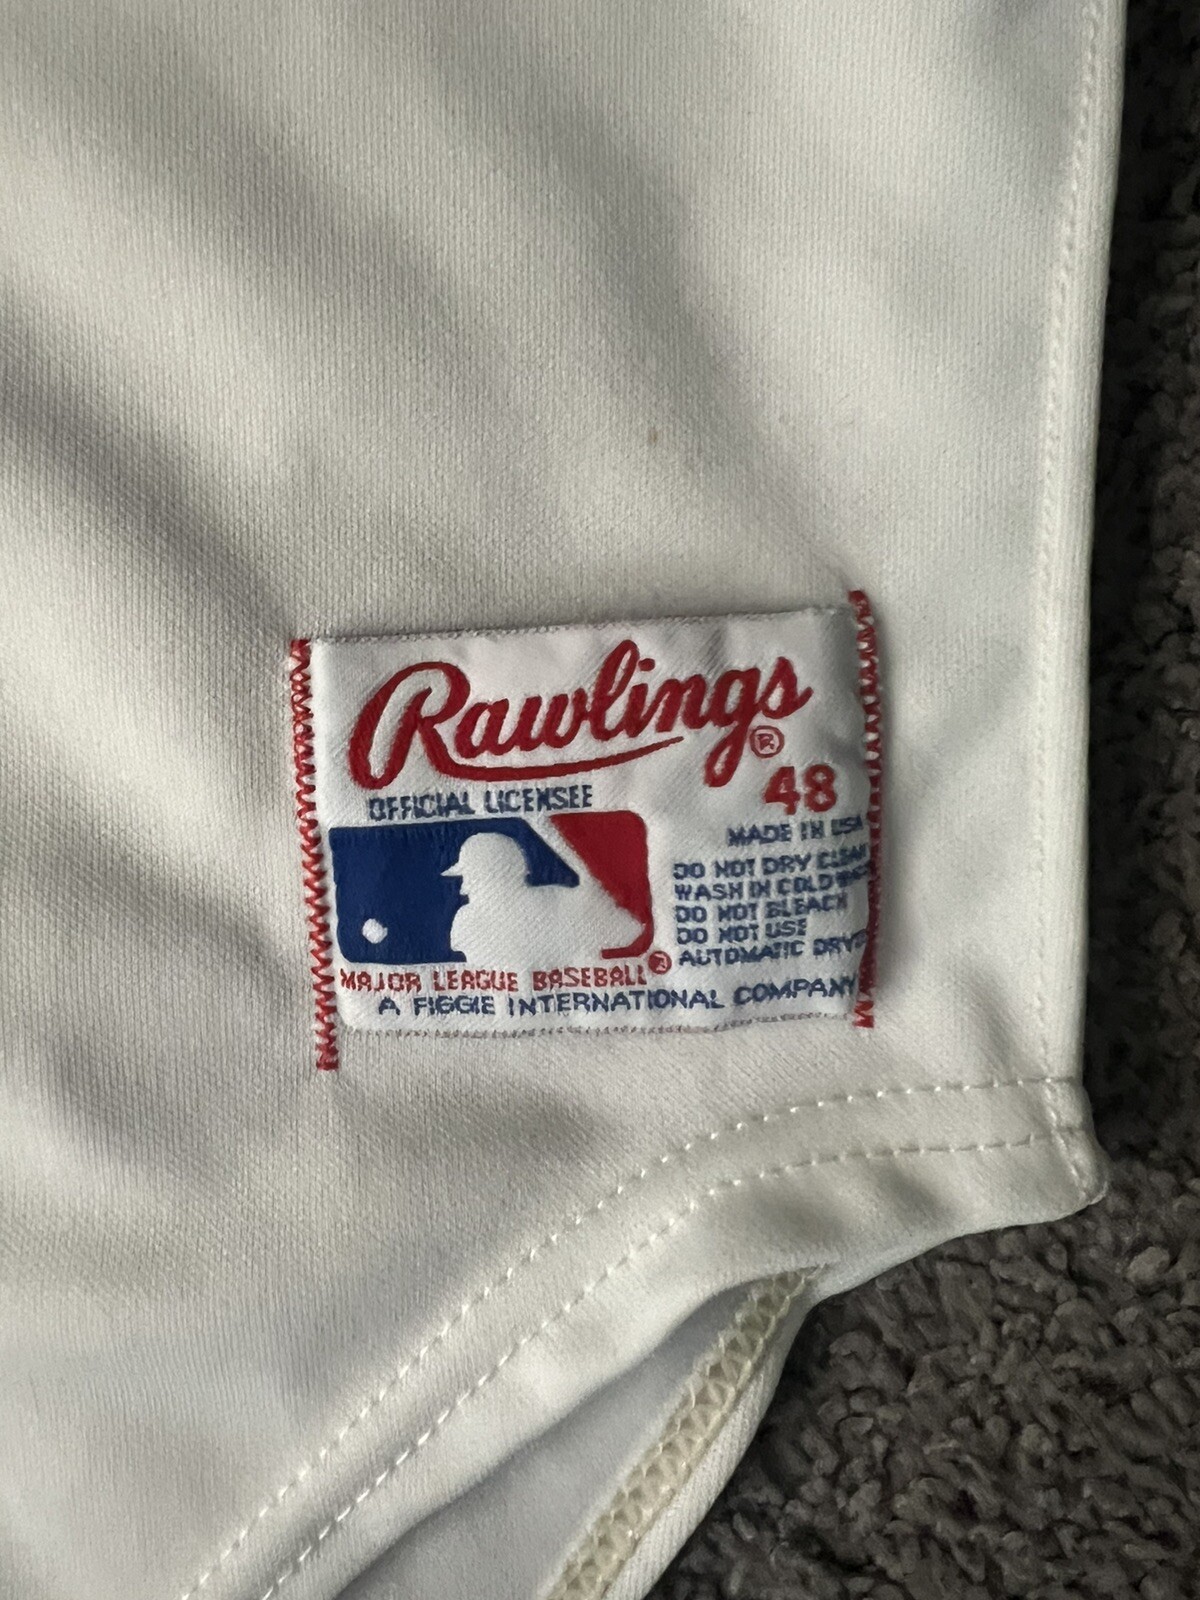 Rawlings ®
48
OFFICIAL LICENSEE
MADE IN USA
DO NOT DRY CLEAN
WASH IN COLD
DO NOT BLEACH
DO NOT USE
AUTOMATIC DRYER
MAJOR LEAGUE BASEBALL ®
A FIGGIE INTERNATIONAL COMPANY